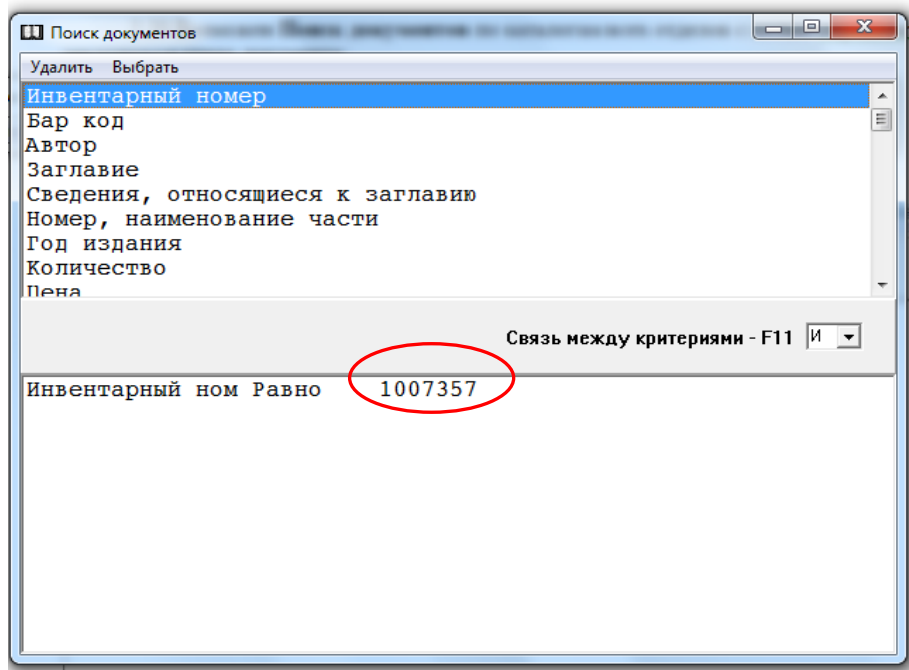 Поиск документов
Удалить Выбрать
Инвентарный номер
Бар код
Автор
Заглавие
Сведения, относящиеся к заглавию
Номер, наименование части
Год издания
Количество
Цена
Связь между критериями - F11 И
Инвентарный ном Равно 1007357